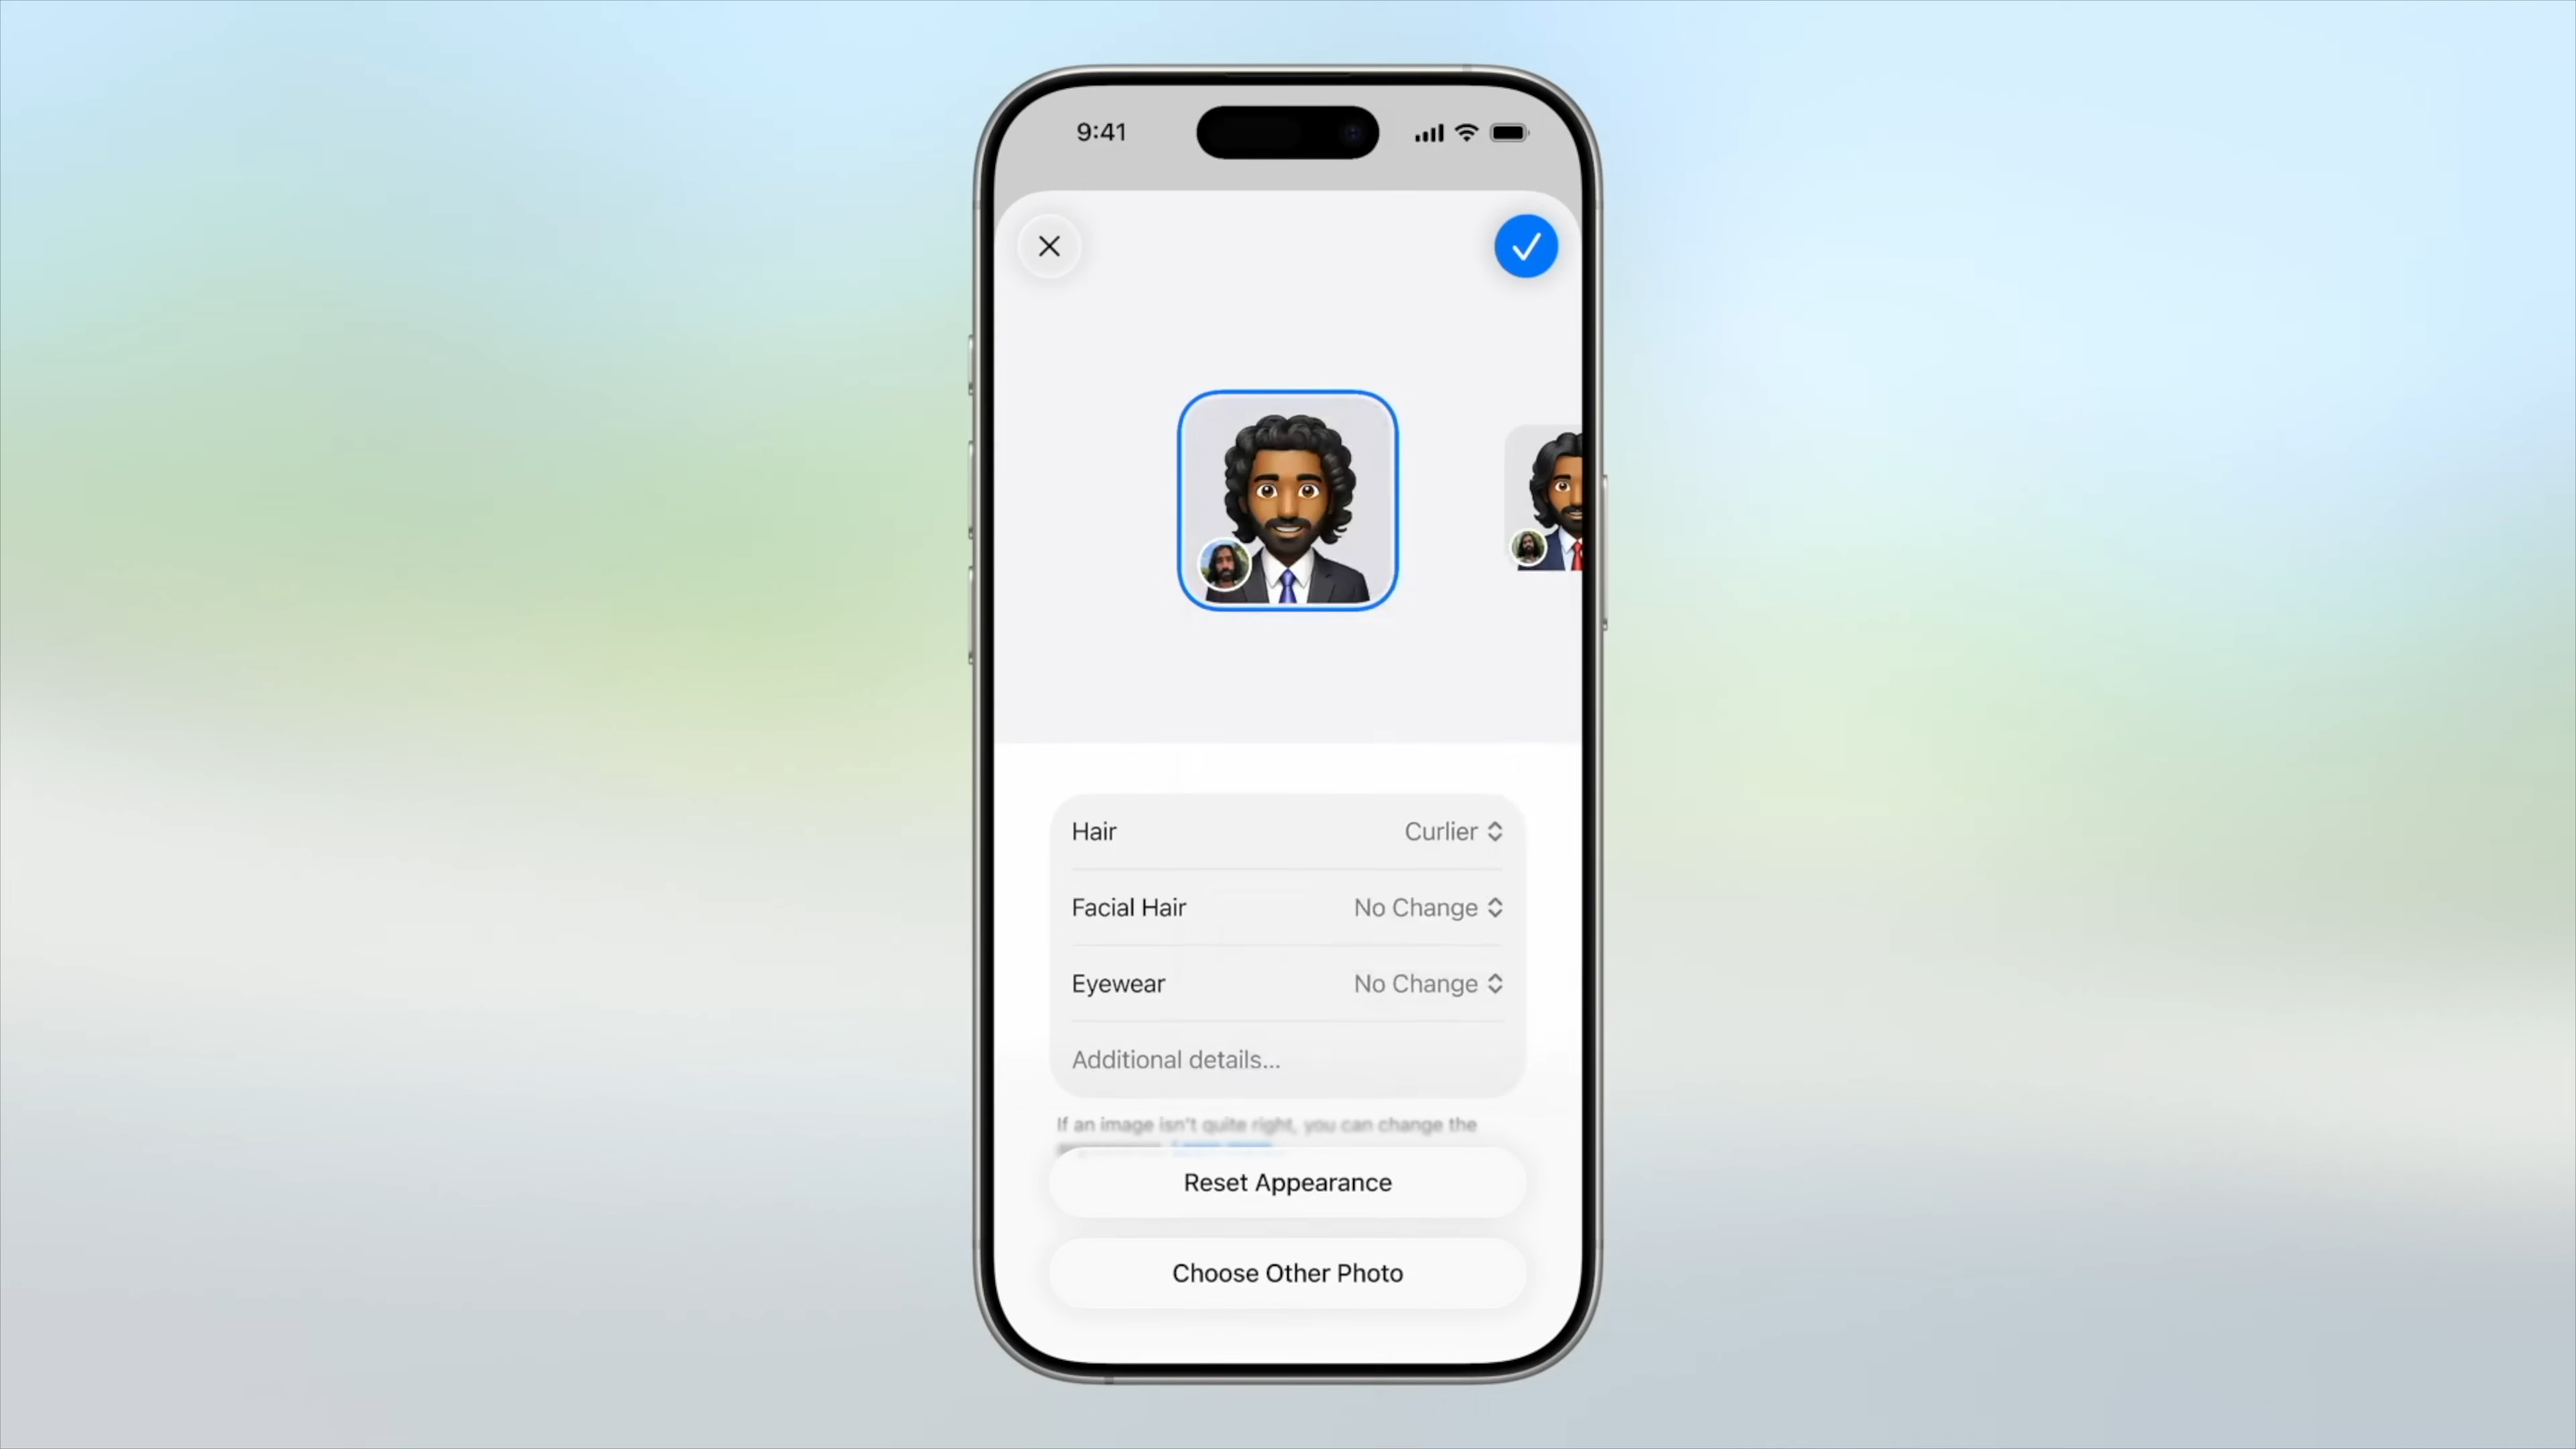 9:41
Hair Curlier
Facial Hair No Change
Eyewear No Change
Additional details...
If an image isn't quite right, you can change the
Reset Appearance
Choose Other Photo